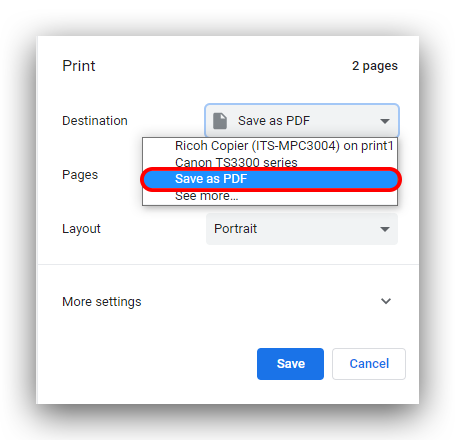 Print 2 pages
Destination Save as PDF
Ricoh Copier (ITS-MPC3004) on print1
Canon TS3300 series
Pages Save as PDF
See more...
Layout Portrait
More settings
Save Cancel